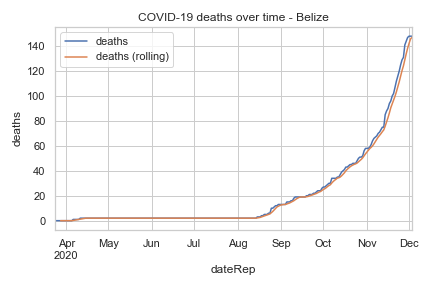 COVID-19 deaths over time - Belize
deaths
deaths (rolling)
140
120
100
80
60
40
20
0
deaths
Apr May Jun Jul Aug Sep Oct Nov Dec
2020
dateRep